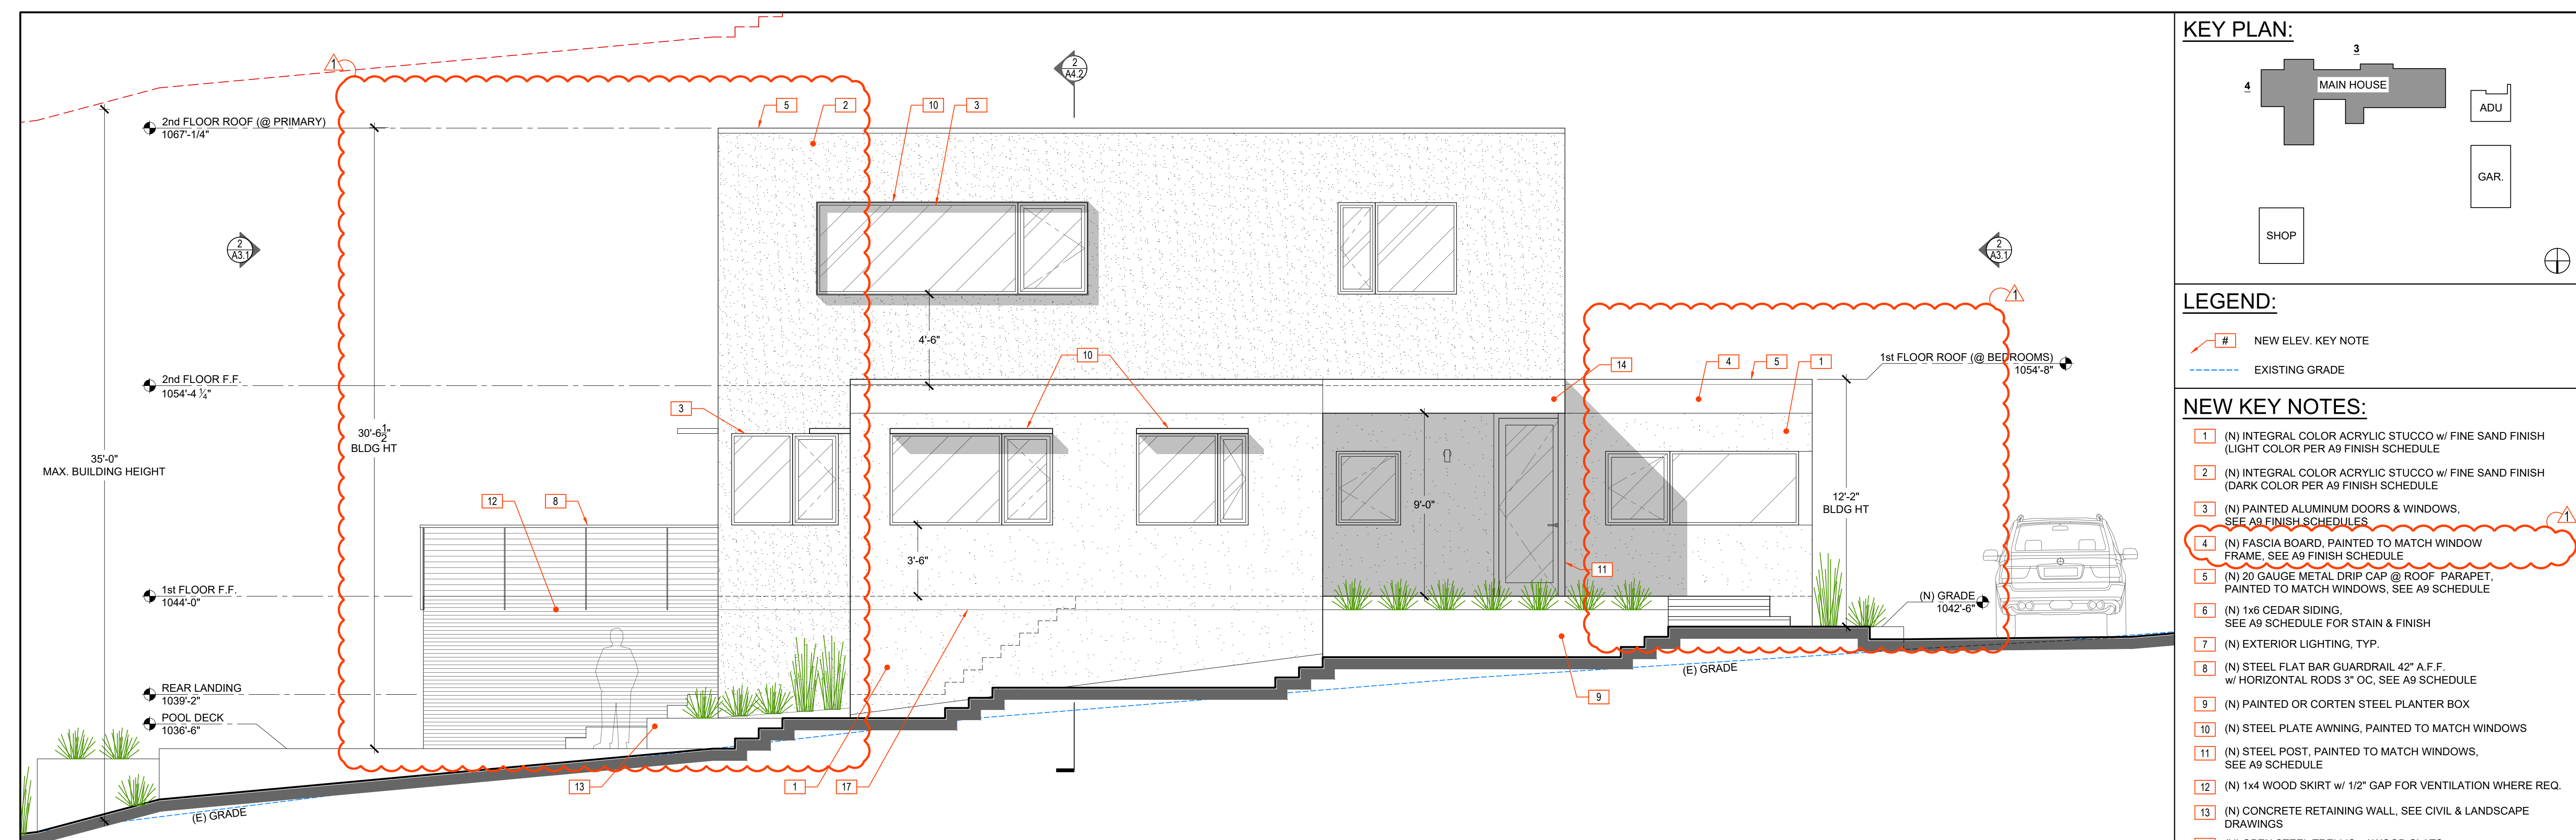 1
2
A4.2
5
2
10
3
2nd FLOOR ROOF (@ PRIMARY)
1067'-1/4"
2
A3.1
2
A3.1
1
4'-6"
10
14
4
5
1
1st FLOOR ROOF (@ BEDROOMS)
1054'-8"
2nd FLOOR F.F.
1054'-4 1/4"
3
30'-6 1/2"
BLDG HT
35'-0"
MAX. BUILDING HEIGHT
12
8
9'-0"
12'-2"
BLDG HT
3'-6"
11
1st FLOOR F.F.
1044'-0"
(N) GRADE
1042'-6"
REAR LANDING
1039'-2"
POOL DECK
1036'-6"
(E) GRADE
9
13
1
17
(E) GRADE
KEY PLAN:
3
4
MAIN HOUSE
ADU
GAR.
SHOP
LEGEND:
# NEW ELEV. KEY NOTE
EXISTING GRADE
NEW KEY NOTES:
1 (N) INTEGRAL COLOR ACRYLIC STUCCO w/ FINE SAND FINISH
(LIGHT COLOR PER A9 FINISH SCHEDULE
2 (N) INTEGRAL COLOR ACRYLIC STUCCO w/ FINE SAND FINISH
(DARK COLOR PER A9 FINISH SCHEDULE
3 (N) PAINTED ALUMINUM DOORS & WINDOWS,
SEE A9 FINISH SCHEDULES
1
4 (N) FASCIA BOARD, PAINTED TO MATCH WINDOW
FRAME, SEE A9 FINISH SCHEDULE
5 (N) 20 GAUGE METAL DRIP CAP @ ROOF PARAPET,
PAINTED TO MATCH WINDOWS, SEE A9 SCHEDULE
6 (N) 1x6 CEDAR SIDING,
SEE A9 SCHEDULE FOR STAIN & FINISH
7 (N) EXTERIOR LIGHTING, TYP.
8 (N) STEEL FLAT BAR GUARDRAIL 42" A.F.F.
w/ HORIZONTAL RODS 3" OC, SEE A9 SCHEDULE
9 (N) PAINTED OR CORTEN STEEL PLANTER BOX
10 (N) STEEL PLATE AWNING, PAINTED TO MATCH WINDOWS
11 (N) STEEL POST, PAINTED TO MATCH WINDOWS,
SEE A9 SCHEDULE
12 (N) 1x4 WOOD SKIRT w/ 1/2" GAP FOR VENTILATION WHERE REQ.
13 (N) CONCRETE RETAINING WALL, SEE CIVIL & LANDSCAPE
DRAWINGS